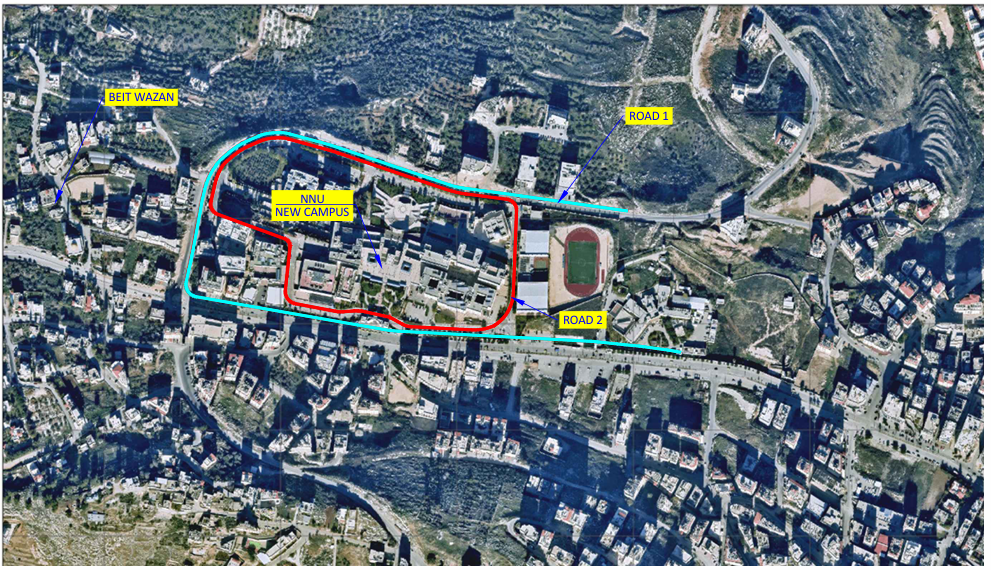 BEIT WAZAN
ROAD 1
NNU
NEW CAMPUS
ROAD 2